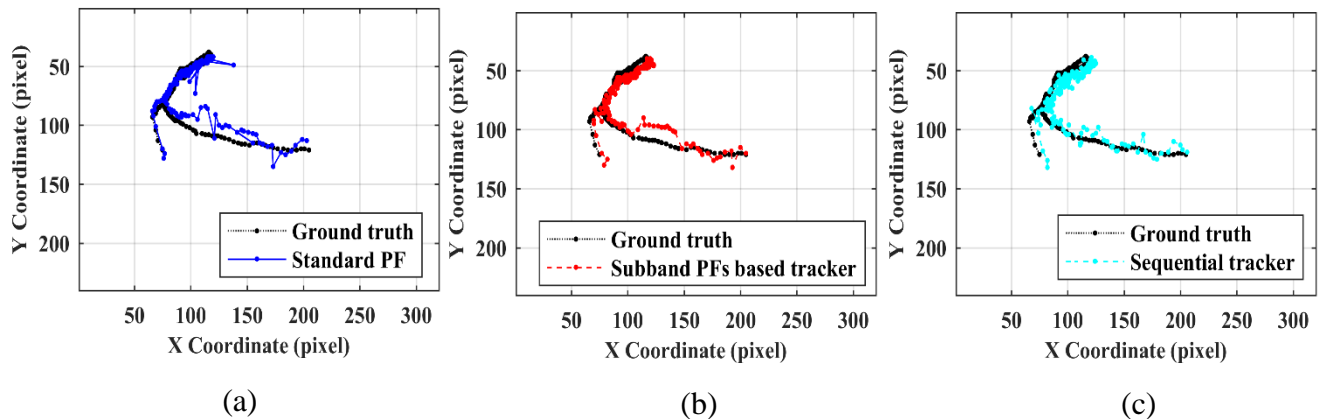 Y Coordinate (pixel)
50
100
150
200
Ground truth
Standard PF
50 100 150 200 250 300
X Coordinate (pixel)
(a)
Y Coordinate (pixel)
50
100
150
200
Ground truth
Subband PFs based tracker
50 100 150 200 250 300
X Coordinate (pixel)
(b)
Y Coordinate (pixel)
50
100
150
200
Ground truth
Sequential tracker
50 100 150 200 250 300
X Coordinate (pixel)
(c)